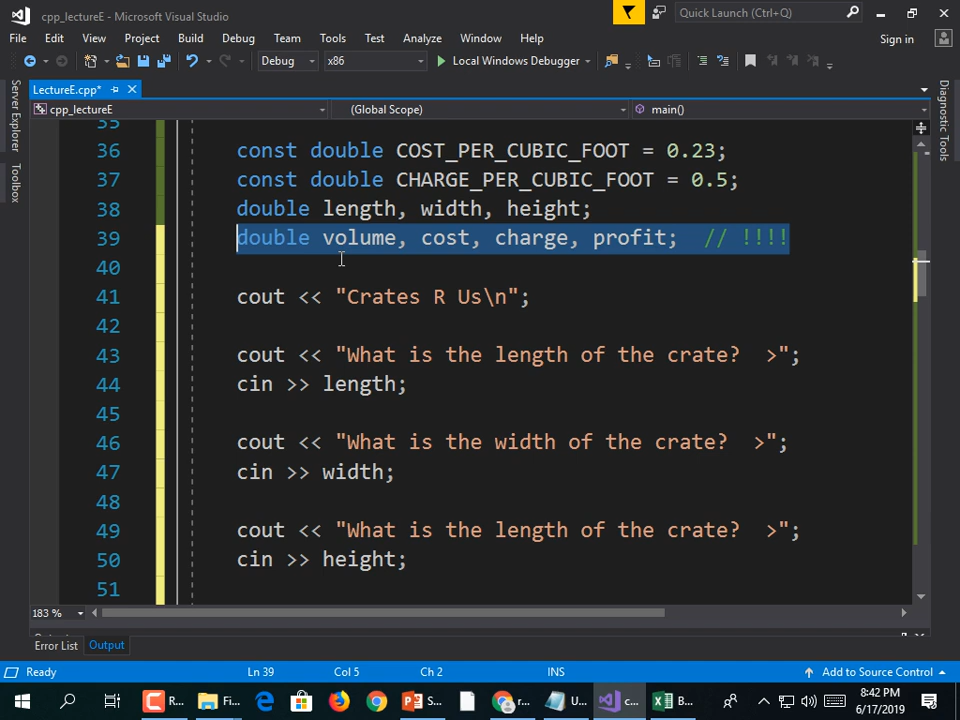 cpp_lectureE - Microsoft Visual Studio
Quick Launch (Ctrl+Q)
File Edit View Project Build Debug Team Tools Test Analyze Window Help Sign in
Debug x86 Local Windows Debugger
LectureE.cpp*
cpp_lectureE (Global Scope) main()
Server Explorer
Toolbox
Diagnostic Tools
35
36 const double COST_PER_CUBIC_FOOT = 0.23;
37 const double CHARGE_PER_CUBIC_FOOT = 0.5;
38 double length, width, height;
39 double volume, cost, charge, profit;  // !!!!
40
41 cout << "Crates R Us\n";
42
43 cout << "What is the length of the crate?  >";
44 cin >> length;
45
46 cout << "What is the width of the crate?  >";
47 cin >> width;
48
49 cout << "What is the length of the crate?  >";
50 cin >> height;
51
183 %
Error List Output
Ready Ln 39 Col 5 Ch 2 INS Add to Source Control
R... Fi... S... r... U... c... B...
8:42 PM
6/17/2019